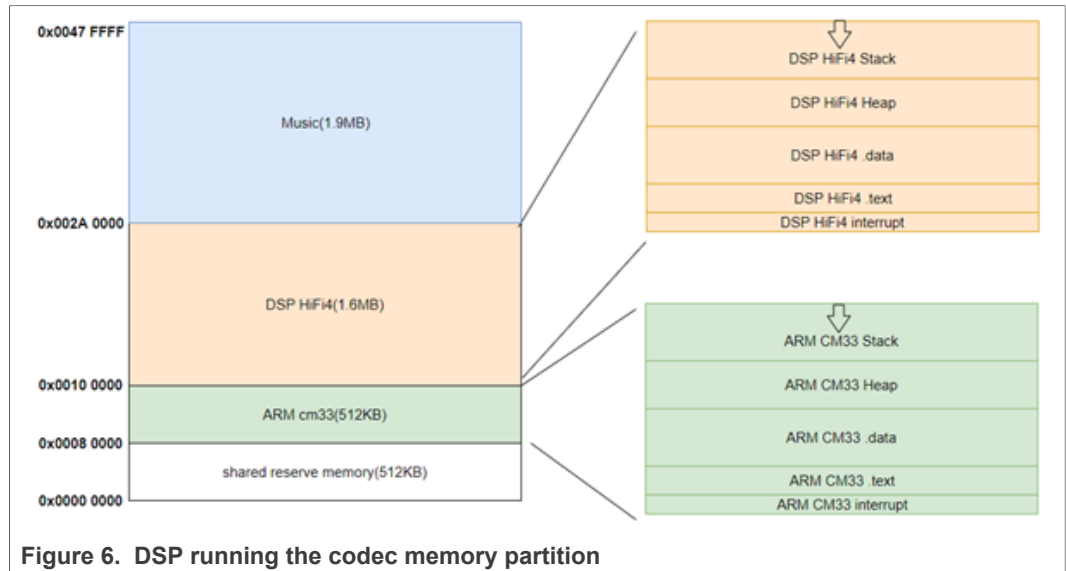 0x0047 FFFF
Music(1.9MB)
0x002A 0000
DSP HiFi4(1.6MB)
0x0010 0000
ARM cm33(512KB)
0x0008 0000
shared reserve memory(512KB)
0x0000 0000
DSP HiFi4 Stack
DSP HiFi4 Heap
DSP HiFi4 .data
DSP HiFi4 .text
DSP HiFi4 interrupt
ARM CM33 Stack
ARM CM33 Heap
ARM CM33 .data
ARM CM33 .text
ARM CM33 interrupt
Figure 6. DSP running the codec memory partition